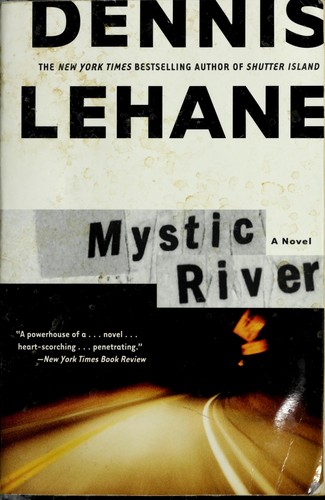 DENNIS
THE NEW YORK TIMES BESTSELLING AUTHOR OF SHUTTER ISLAND
LEHANE
Mystic
A Novel
River
"A powerhouse of a . . . novel . . .
heart-scorching . . . penetrating."
—New York Times Book Review